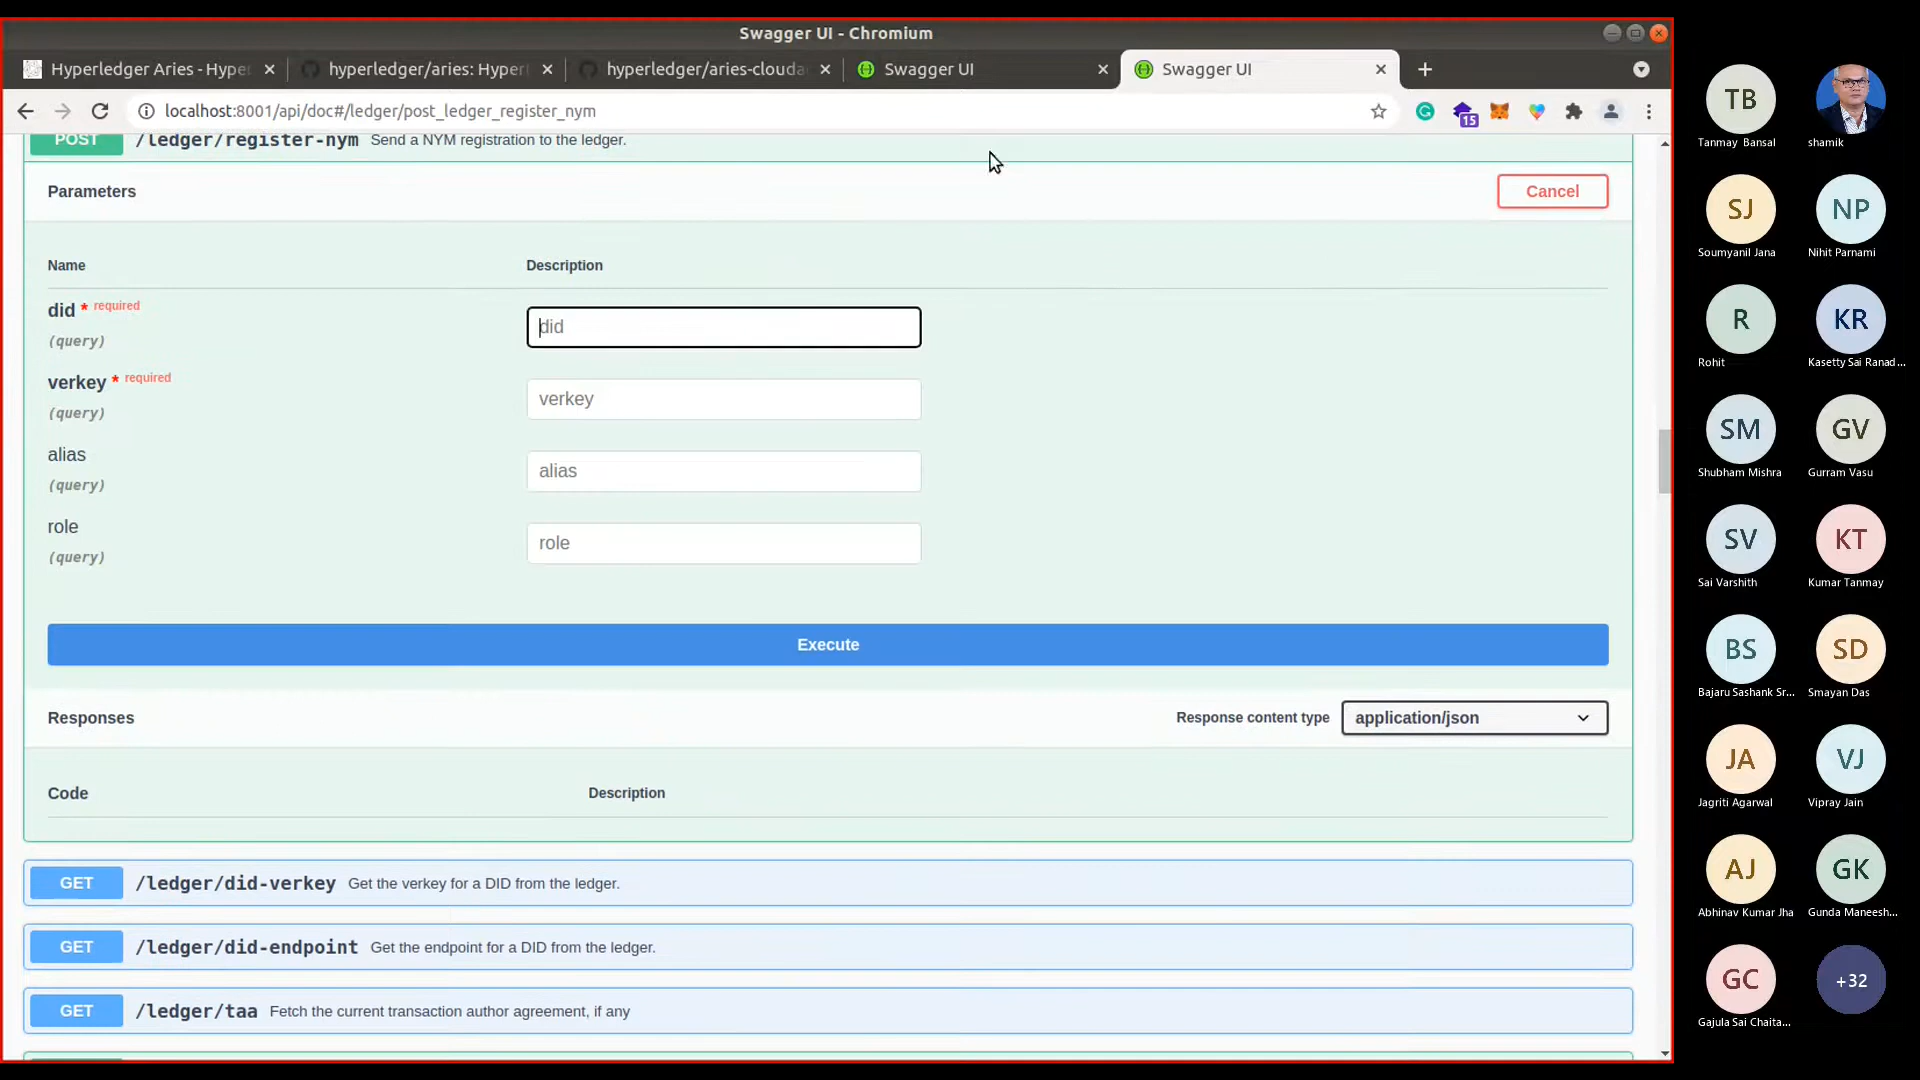 Swagger UI - Chromium
Hyperledger Aries - Hype
hyperledger/aries: Hyper
hyperledger/aries-clouda
Swagger UI
Swagger UI
localhost:8001/api/doc#/ledger/post_ledger_register_nym
15
POST /ledger/register-nym Send a NYM registration to the ledger.
Parameters
Cancel
Name Description
did * required
(query)
did
verkey * required
(query)
verkey
alias
(query)
alias
role
(query)
role
Execute
Responses
Response content type
application/json
Code Description
GET /ledger/did-verkey Get the verkey for a DID from the ledger.
GET /ledger/did-endpoint Get the endpoint for a DID from the ledger.
GET /ledger/taa Fetch the current transaction author agreement, if any
TB
Tanmay Bansal
shamik
SJ
Soumyanil Jana
NP
Nihit Parnami
R
Rohit
KR
Kasetty Sai Ranad...
SM
Shubham Mishra
GV
Gurram Vasu
SV
Sai Varshith
KT
Kumar Tanmay
BS
Bajaru Sashank Sr...
SD
Smayan Das
JA
Jagriti Agarwal
VJ
Vipray Jain
AJ
Abhinav Kumar Jha
GK
Gunda Maneesh...
GC
Gajula Sai Chaita...
+32